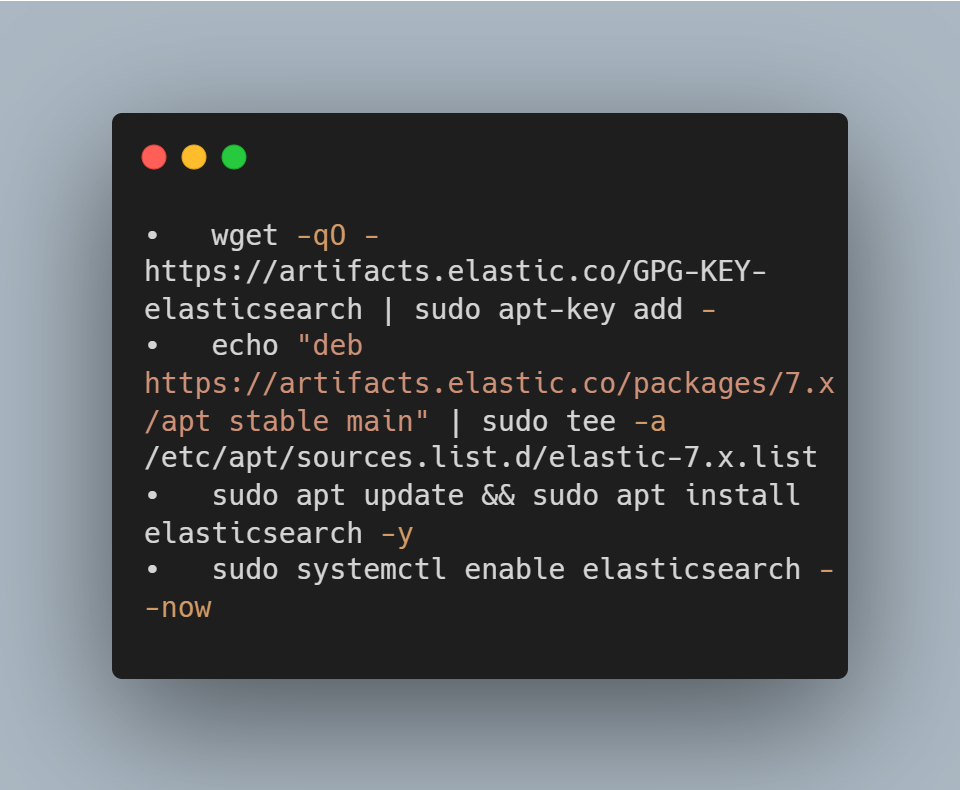 •   wget -qO -
https://artifacts.elastic.co/GPG-KEY-
elasticsearch | sudo apt-key add -
•   echo "deb
https://artifacts.elastic.co/packages/7.x
/apt stable main" | sudo tee -a
/etc/apt/sources.list.d/elastic-7.x.list
•   sudo apt update && sudo apt install
elasticsearch -y
•   sudo systemctl enable elasticsearch -
-now